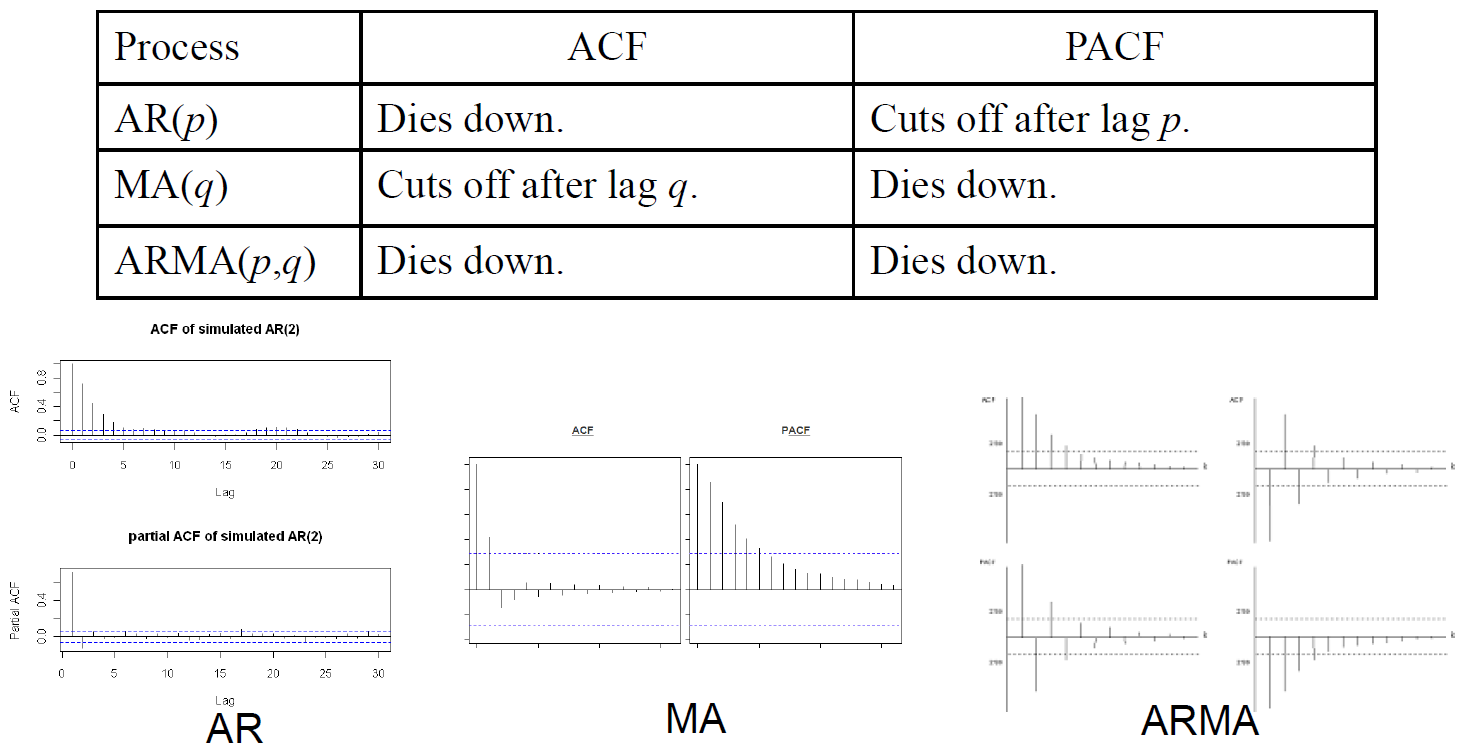 Process ACF PACF
AR(p) Dies down. Cuts off after lag p.
MA(q) Cuts off after lag q. Dies down.
ARMA(p,q) Dies down. Dies down.
ACF of simulated AR(2)
ACF
0.0 0.4 0.8
0 5 10 15 20 25 30
Lag
partial ACF of simulated AR(2)
Partial ACF
0.0 0.4
0 5 10 15 20 25 30
Lag
AR
ACF
PACF
MA
ACF
ACF
PACF
PACF
ARMA